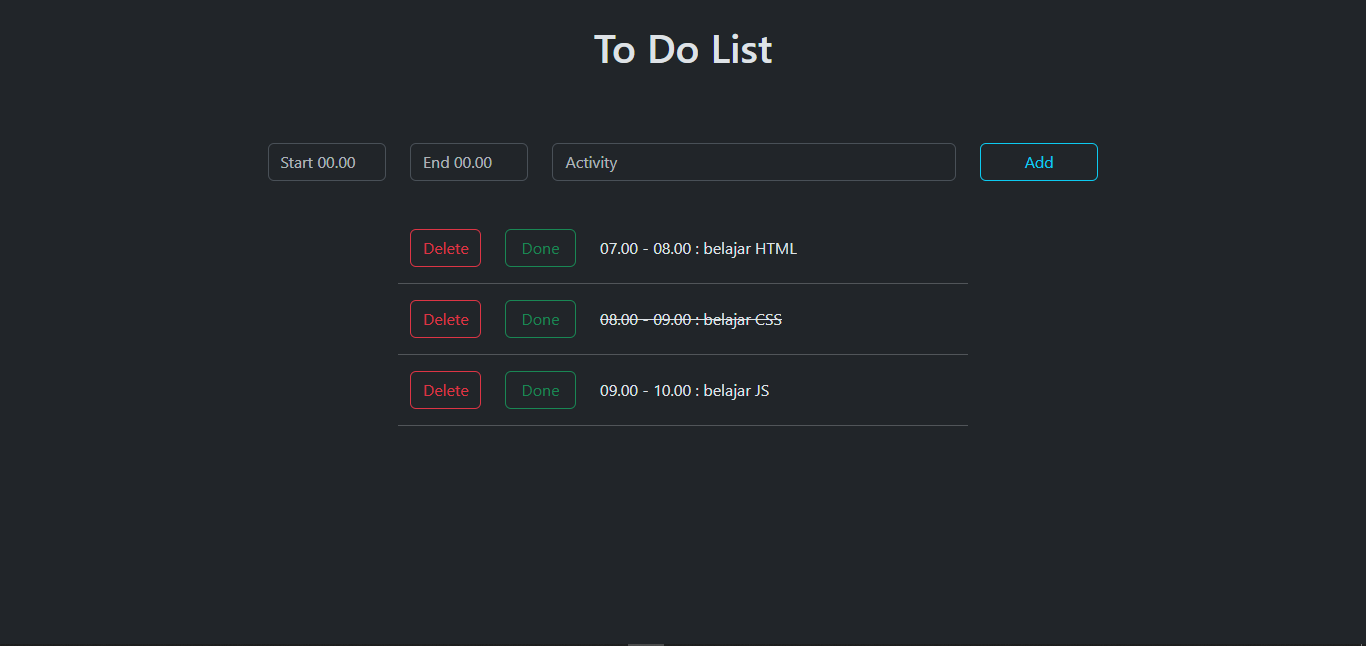 To Do List
Start 00.00 End 00.00 Activity Add
Delete Done 07.00 - 08.00 : belajar HTML
Delete Done 08.00 - 09.00 : belajar CSS
Delete Done 09.00 - 10.00 : belajar JS